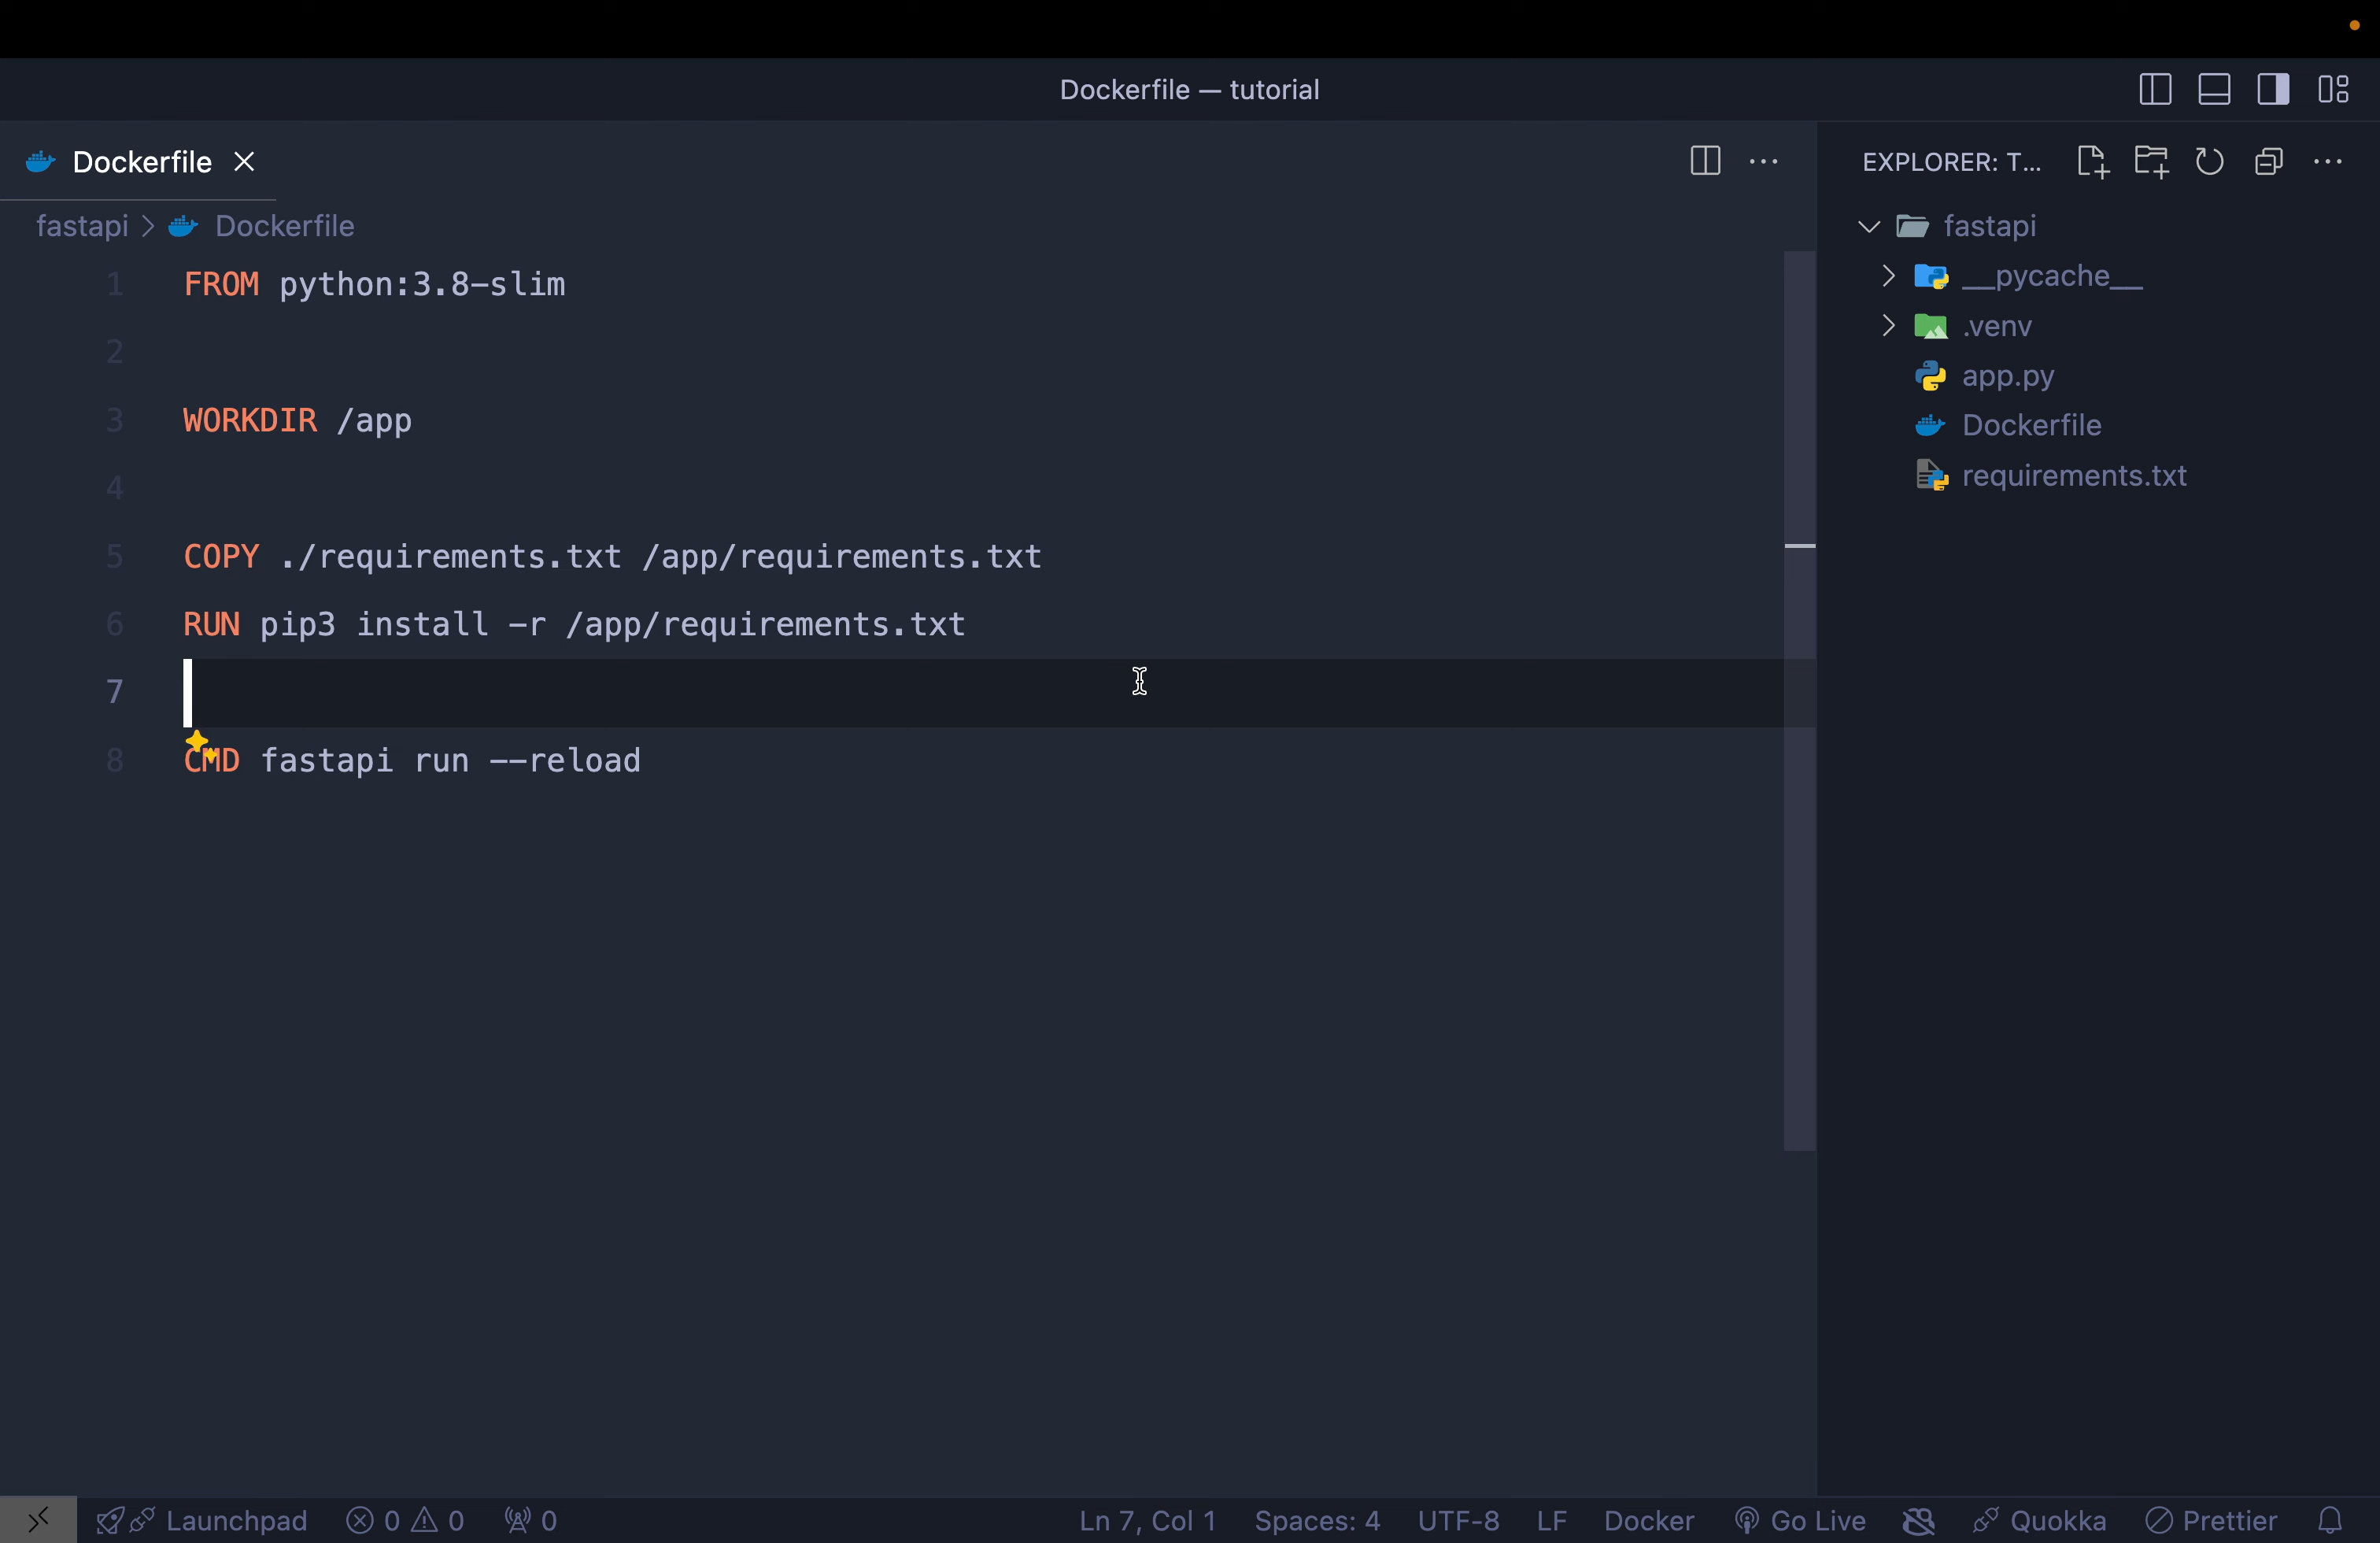 Dockerfile — tutorial
Dockerfile
fastapi > Dockerfile
1 FROM python:3.8-slim
2
3 WORKDIR /app
4
5 COPY ./requirements.txt /app/requirements.txt
6 RUN pip3 install -r /app/requirements.txt
7
8 CMD fastapi run --reload
EXPLORER: T...
fastapi
__pycache__
.venv
app.py
Dockerfile
requirements.txt
Launchpad 0 0 0 Ln 7, Col 1 Spaces: 4 UTF-8 LF Docker Go Live Quokka Prettier